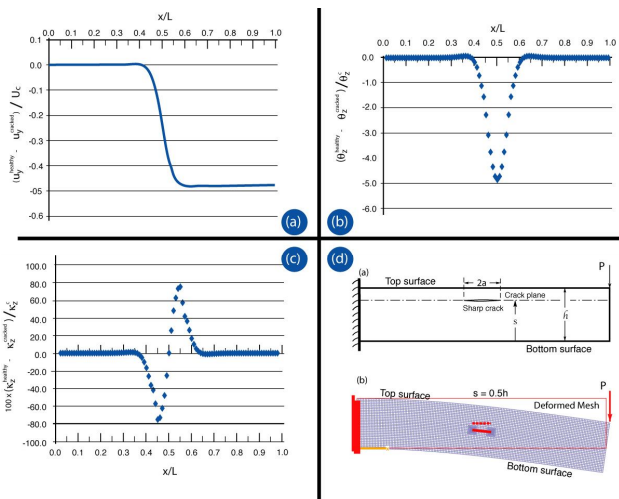 x/L
0.0 0.1 0.2 0.3 0.4 0.5 0.6 0.7 0.8 0.9 1.0
0.1
0.0
-0.1
-0.2
-0.3
-0.4
-05
-0.6
(u_y^healthy - u_y^cracked) / U_c
(a)
x/L
0.0 0.1 0.2 0.3 0.4 0.5 0.6 0.7 0.8 0.9 1.0
0.0
-1.0
-2.0
-3.0
-4.0
-5.0
-6.0
(θ_z^healthy - θ_z^cracked)/θ_z^c
(b)
(c)
80.0
60.0
40.0
20.0
0.0
-20.0
-40.0
-60.0
-80.0
-100.0
100 x (κ_z^healthy - κ_z^cracked)/κ_z^c
0.0 0.1 0.2 0.3 0.4 0.5 0.6 0.7 0.8 0.9 1.0
x/L
(d)
(a)
P
2a
Top surface
Crack plane
Sharp crack
s
h
Bottom surface
(b)
Top surface
s = 0.5h
P
Deformed Mesh
Bottom surface